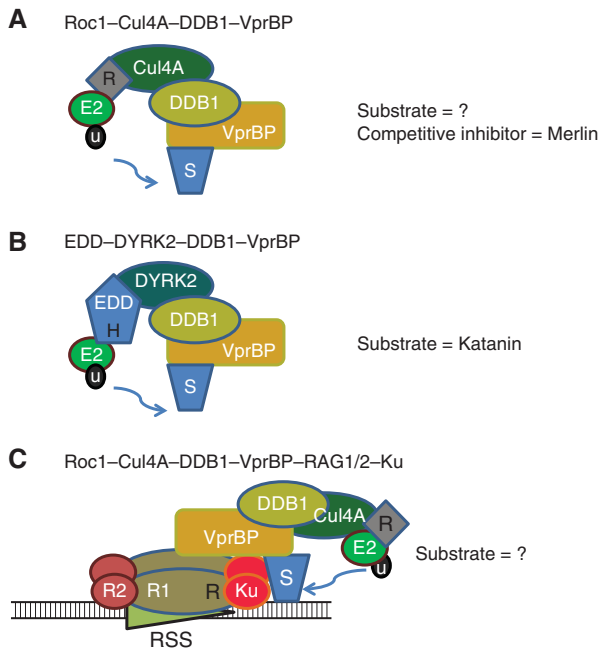 A
Roc1–Cul4A–DDB1–VprBP
R
Cul4A
E2
DDB1
u
VprBP
S
Substrate = ?
Competitive inhibitor = Merlin
B
EDD–DYRK2–DDB1–VprBP
DYRK2
EDD
H
DDB1
E2
VprBP
u
S
Substrate = Katanin
C
Roc1–Cul4A–DDB1–VprBP–RAG1/2–Ku
DDB1
Cul4A
R
VprBP
E2
Substrate = ?
u
S
R2
R1
R
Ku
RSS